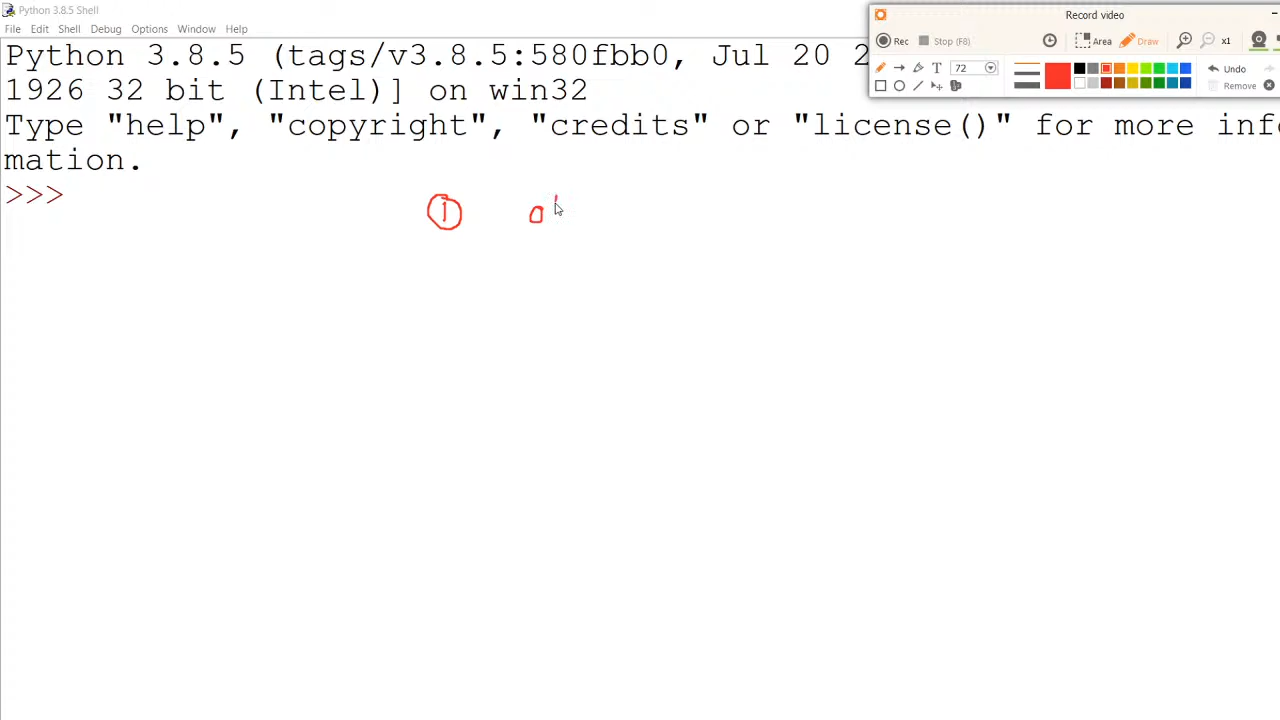 Python 3.8.5 Shell
File Edit Shell Debug Options Window Help
Record video
Rec Stop (F8) Area Draw x1
T 72 Undo
Remove
Python 3.8.5 (tags/v3.8.5:580fbb0, Jul 20 2
1926 32 bit (Intel)] on win32
Type "help", "copyright", "credits" or "license()" for more info
mation.
>>>
1 o